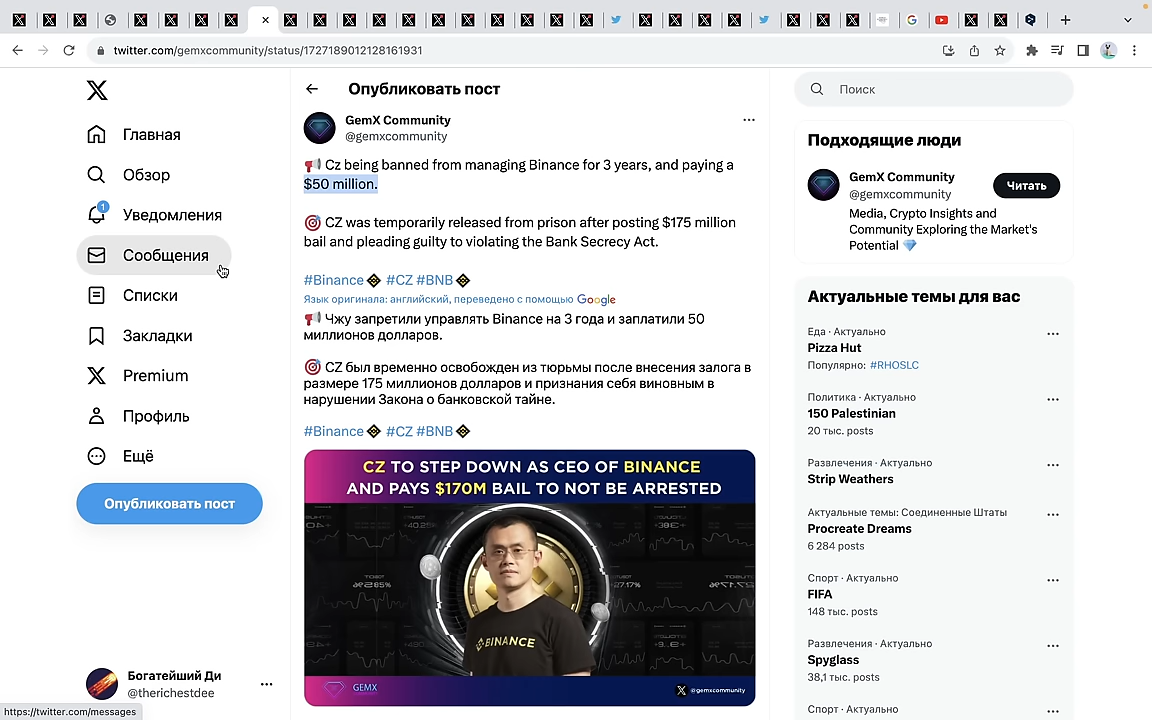 twitter.com/gemxcommunity/status/1727189012128161931
Главная
Обзор
1
Уведомления
Сообщения
Списки
Закладки
Premium
Профиль
Ещё
Опубликовать пост
Богатейший Ди
@therichestdee
https://twitter.com/messages
Опубликовать пост
GemX Community
@gemxcommunity
Cz being banned from managing Binance for 3 years, and paying a
$50 million.
CZ was temporarily released from prison after posting $175 million
bail and pleading guilty to violating the Bank Secrecy Act.
#Binance #CZ #BNB
Язык оригинала: английский, переведено с помощью Google
Чжу запретили управлять Binance на 3 года и заплатили 50
миллионов долларов.
CZ был временно освобожден из тюрьмы после внесения залога в
размере 175 миллионов долларов и признания себя виновным в
нарушении Закона о банковской тайне.
#Binance #CZ #BNB
CZ TO STEP DOWN AS CEO OF BINANCE
AND PAYS $170M BAIL TO NOT BE ARRESTED
BINANCE
GEMX
@gemxcommunity
Поиск
Подходящие люди
GemX Community
@gemxcommunity
Читать
Media, Crypto Insights and
Community Exploring the Market's
Potential
Актуальные темы для вас
Еда · Актуально
Pizza Hut
Популярно: #RHOSLC
Политика · Актуально
150 Palestinian
20 тыс. posts
Развлечения · Актуально
Strip Weathers
Актуальные темы: Соединенные Штаты
Procreate Dreams
6 284 posts
Спорт · Актуально
FIFA
148 тыс. posts
Развлечения · Актуально
Spyglass
38,1 тыс. posts
Спорт · Актуально